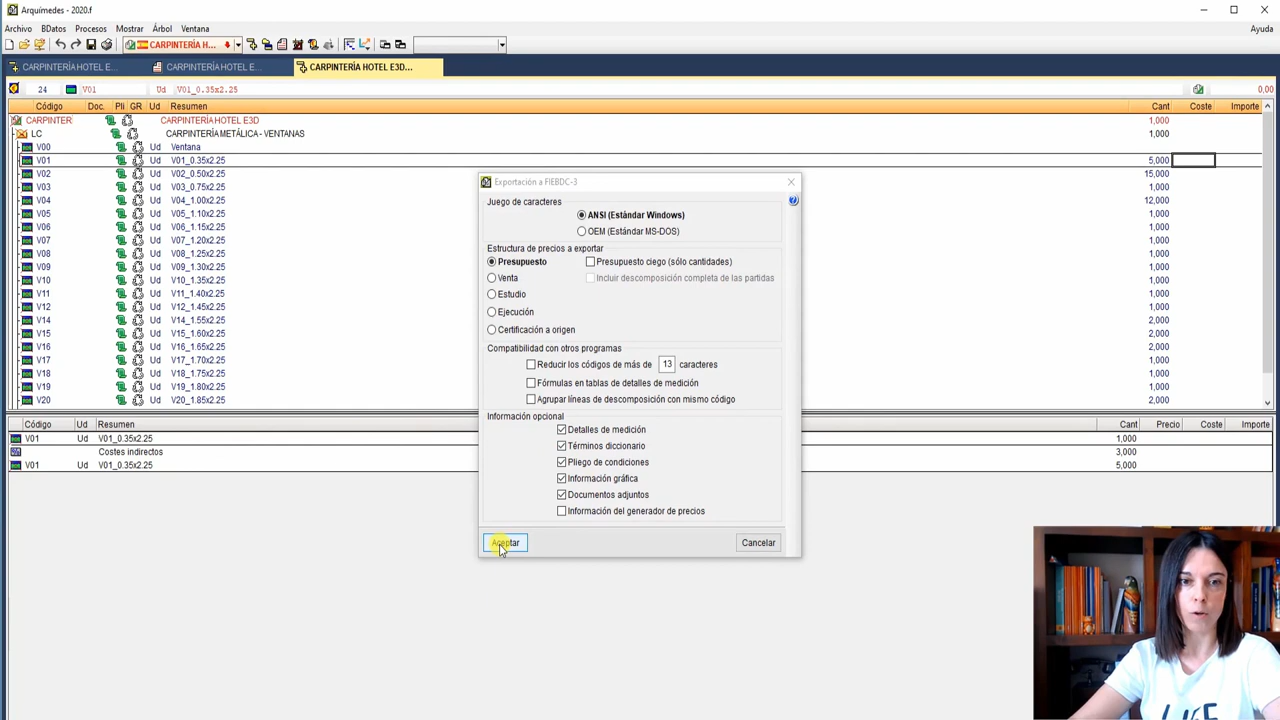 Arquímedes - 2020.f
Archivo BDatos Procesos Mostrar Árbol Ventana Ayuda
CARPINTERÍA H...
CARPINTERÍA HOTEL E... CARPINTERÍA HOTEL E... CARPINTERÍA HOTEL E3D...
24 V01 Ud V01_0.35x2.25 0,00
Código Doc. Pli GR Ud Resumen Cant Coste Importe
CARPINTER CARPINTERÍA HOTEL E3D 1,000
LC CARPINTERÍA METÁLICA - VENTANAS 1,000
V00 Ud Ventana
V01 Ud V01_0.35x2.25 5,000
V02 Ud V02_0.50x2.25 15,000
V03 Ud V03_0.75x2.25 1,000
V04 Ud V04_1.00x2.25 12,000
V05 Ud V05_1.10x2.25 1,000
V06 Ud V06_1.15x2.25 1,000
V07 Ud V07_1.20x2.25 1,000
V08 Ud V08_1.25x2.25 1,000
V09 Ud V09_1.30x2.25 1,000
V10 Ud V10_1.35x2.25 1,000
V11 Ud V11_1.40x2.25 1,000
V12 Ud V12_1.45x2.25 1,000
V14 Ud V14_1.55x2.25 2,000
V15 Ud V15_1.60x2.25 2,000
V16 Ud V16_1.65x2.25 2,000
V17 Ud V17_1.70x2.25 1,000
V18 Ud V18_1.75x2.25 1,000
V19 Ud V19_1.80x2.25 1,000
V20 Ud V20_1.85x2.25 2,000
Código Ud Resumen Cant Precio Coste Importe
V01 Ud V01_0.35x2.25 1,000
Costes indirectos 3,000
V01 Ud V01_0.35x2.25 5,000
Exportación a FIEBDC-3
Juego de caracteres
ANSI (Estándar Windows)
OEM (Estándar MS-DOS)
Estructura de precios a exportar
Presupuesto Presupuesto ciego (sólo cantidades)
Venta Incluir descomposición completa de las partidas
Estudio
Ejecución
Certificación a origen
Compatibilidad con otros programas
Reducir los códigos de más de 13 caracteres
Fórmulas en tablas de detalles de medición
Agrupar líneas de descomposición con mismo código
Información opcional
Detalles de medición
Términos diccionario
Pliego de condiciones
Información gráfica
Documentos adjuntos
Información del generador de precios
Aceptar Cancelar